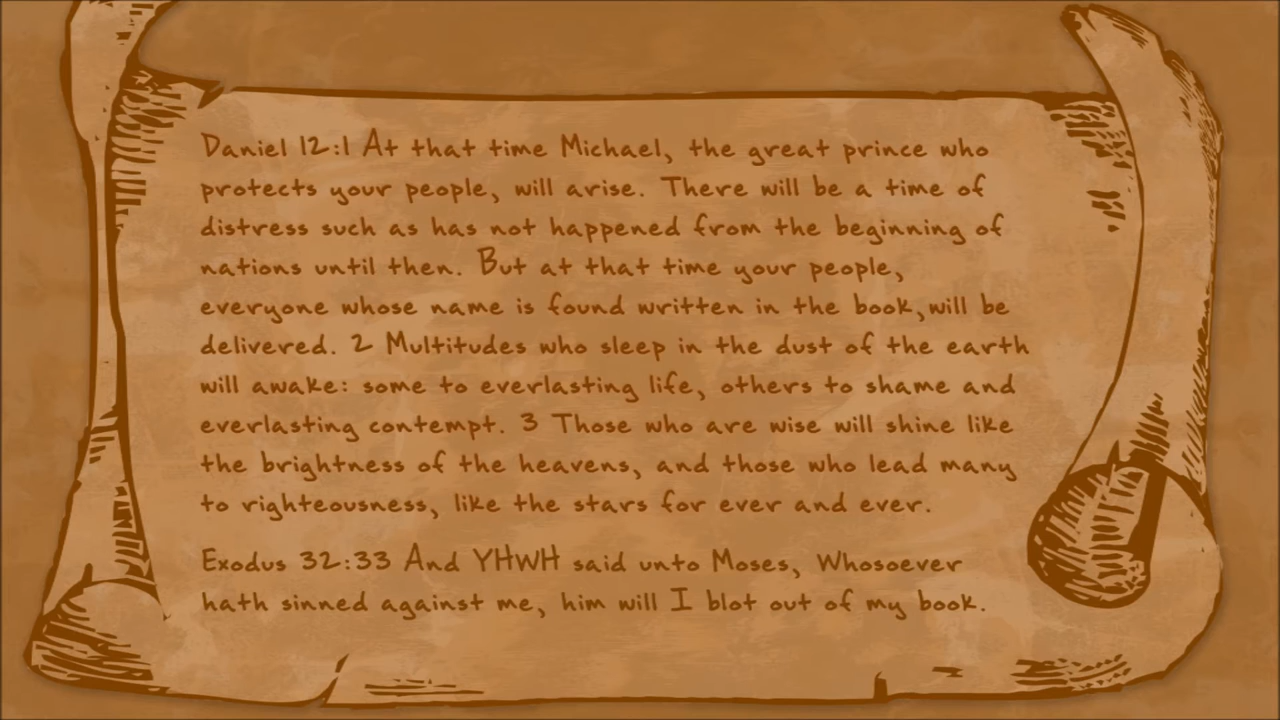 Daniel 12:1 At that time Michael, the great prince who
protects your people, will arise. There will be a time of
distress such as has not happened from the beginning of
nations until then. But at that time your people,
everyone whose name is found written in the book,will be
delivered. 2 Multitudes who sleep in the dust of the earth
will awake: some to everlasting life, others to shame and
everlasting contempt. 3 Those who are wise will shine like
the brightness of the heavens, and those who lead many
to righteousness, like the stars for ever and ever.
Exodus 32:33 And YHWH said unto Moses, Whosoever
hath sinned against me, him will I blot out of my book.